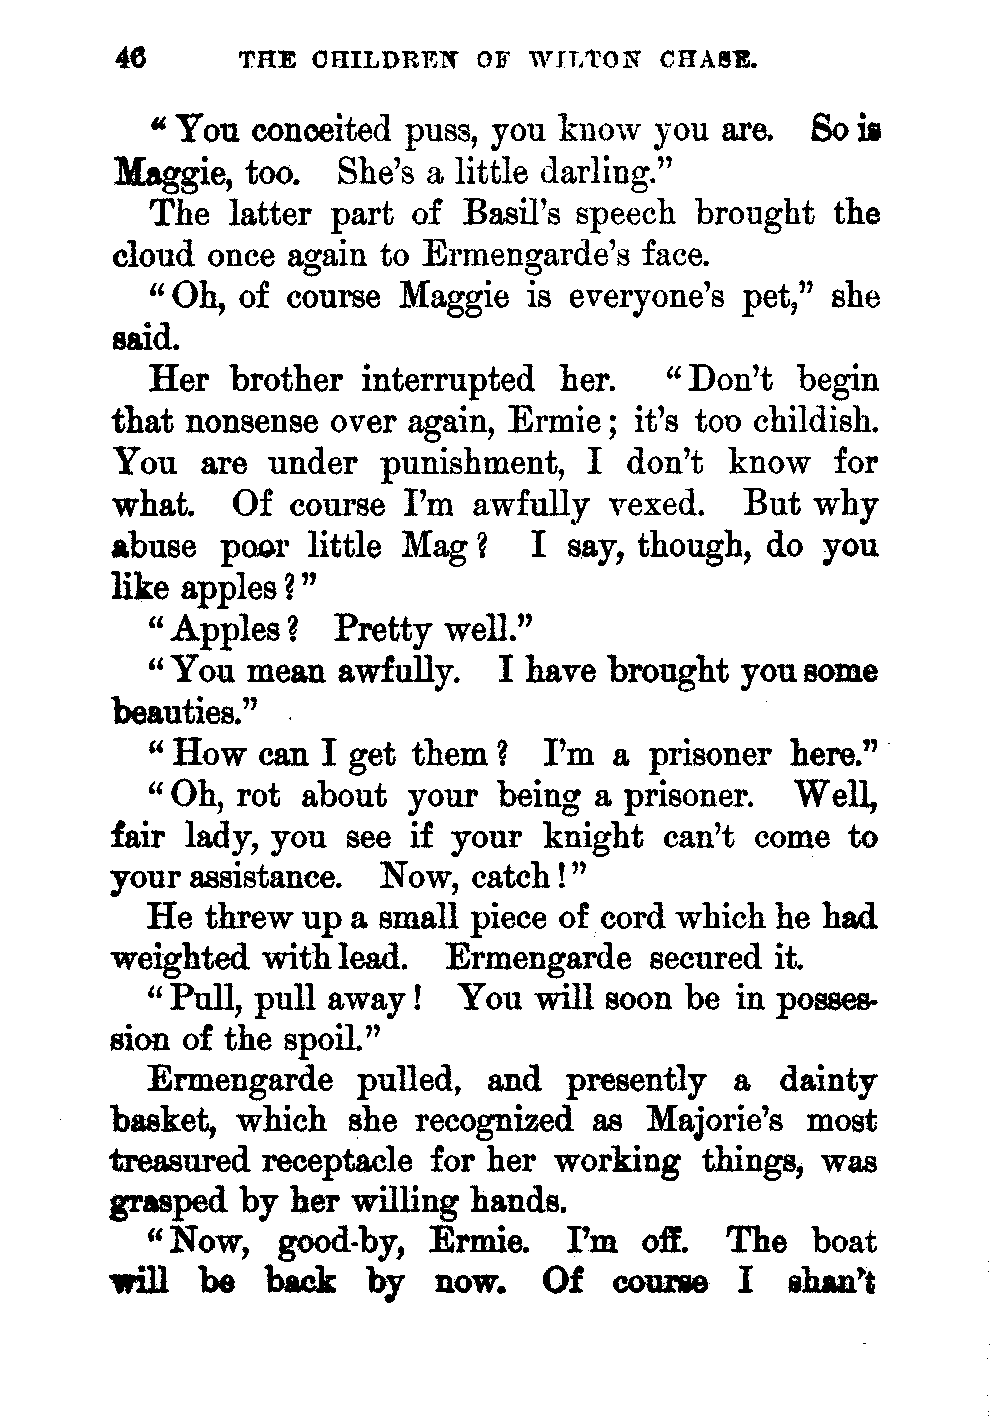 46 THE CHILDREN OF WILTON CHASE.
“You conceited puss, you know you are. So is
Maggie, too. She’s a little darling.”
The latter part of Basil’s speech brought the
cloud once again to Ermengarde’s face.
“Oh, of course Maggie is everyone’s pet,” she
said.
Her brother interrupted her. “Don’t begin
that nonsense over again, Ermie; it’s too childish.
You are under punishment, I don’t know for
what. Of course I’m awfully vexed. But why
abuse poor little Mag? I say, though, do you
like apples?”
“Apples? Pretty well.”
“You mean awfully. I have brought you some
beauties.”
“How can I get them? I’m a prisoner here.”
“Oh, rot about your being a prisoner. Well,
fair lady, you see if your knight can’t come to
your assistance. Now, catch!”
He threw up a small piece of cord which he had
weighted with lead. Ermengarde secured it.
“Pull, pull away! You will soon be in posses-
sion of the spoil.”
Ermengarde pulled, and presently a dainty
basket, which she recognized as Majorie’s most
treasured receptacle for her working things, was
grasped by her willing hands.
“Now, good-by, Ermie. I’m off. The boat
will be back by now. Of course I shan’t